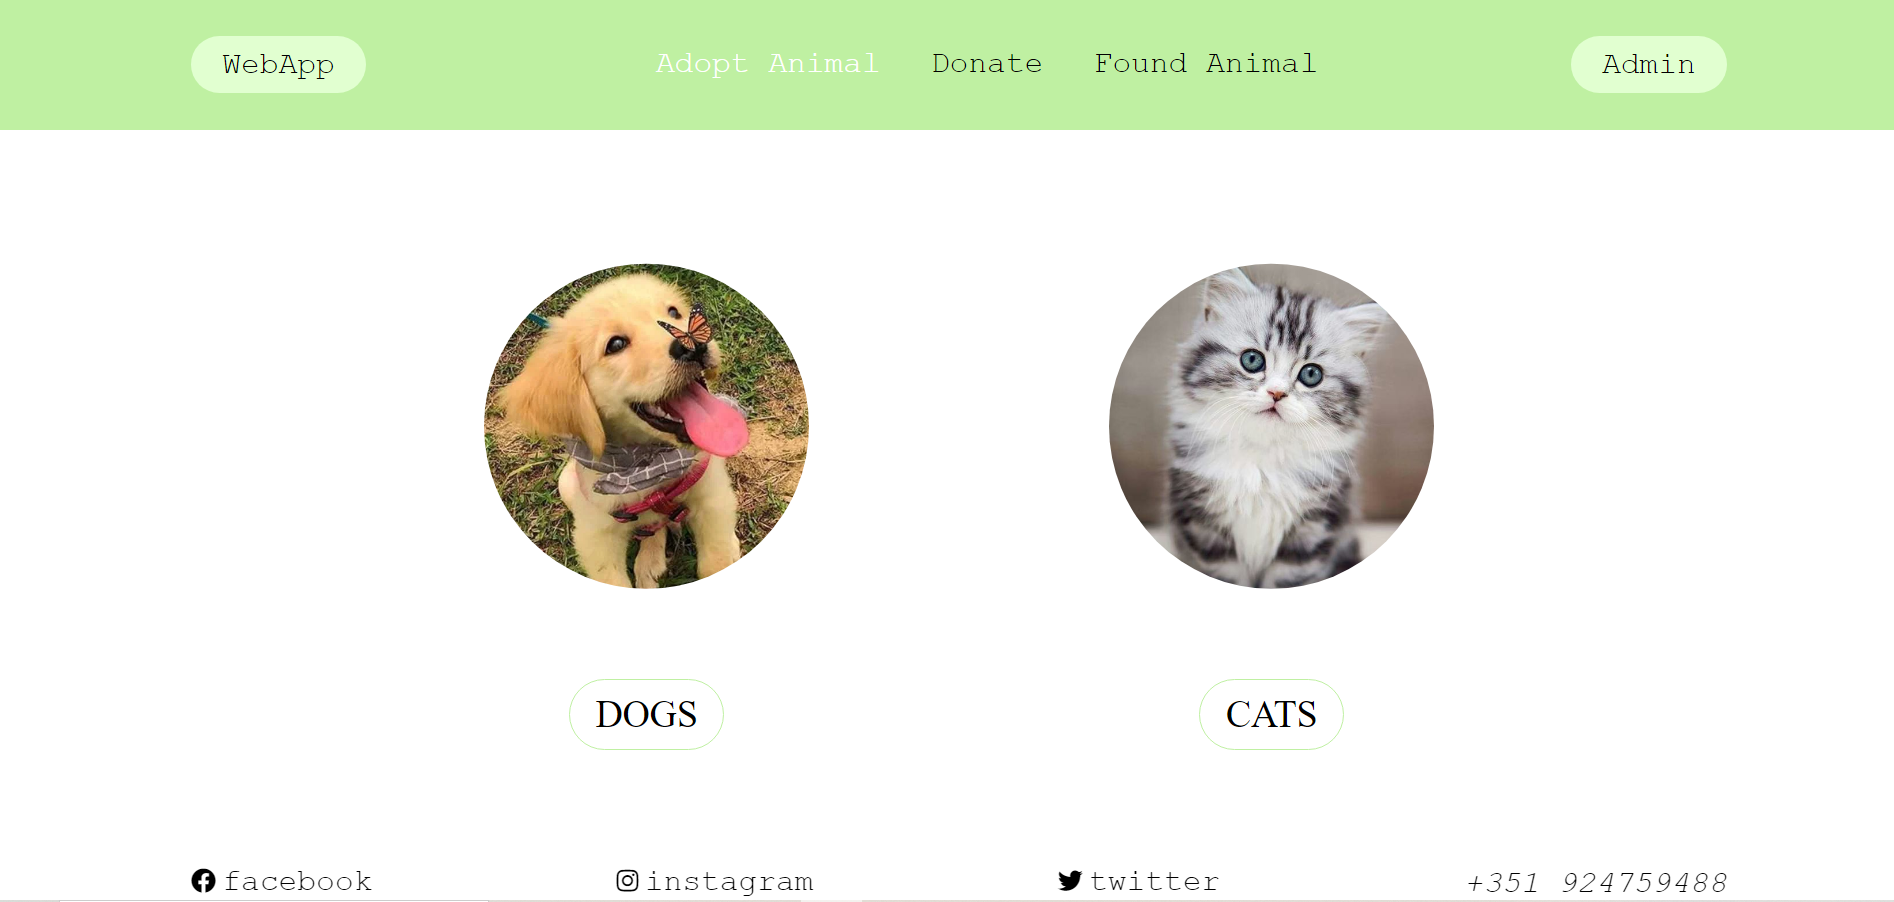 WebApp Adopt Animal Donate Found Animal Admin
DOGS CATS
facebook instagram twitter +351 924759488